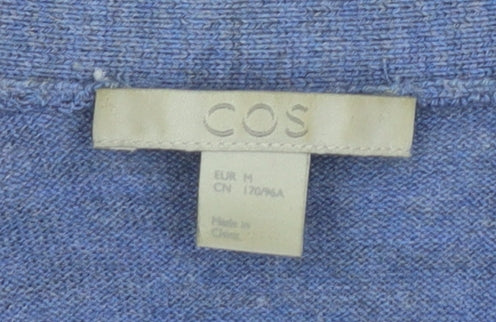 COS
EUR M
CN 170/96A
Made in
China.